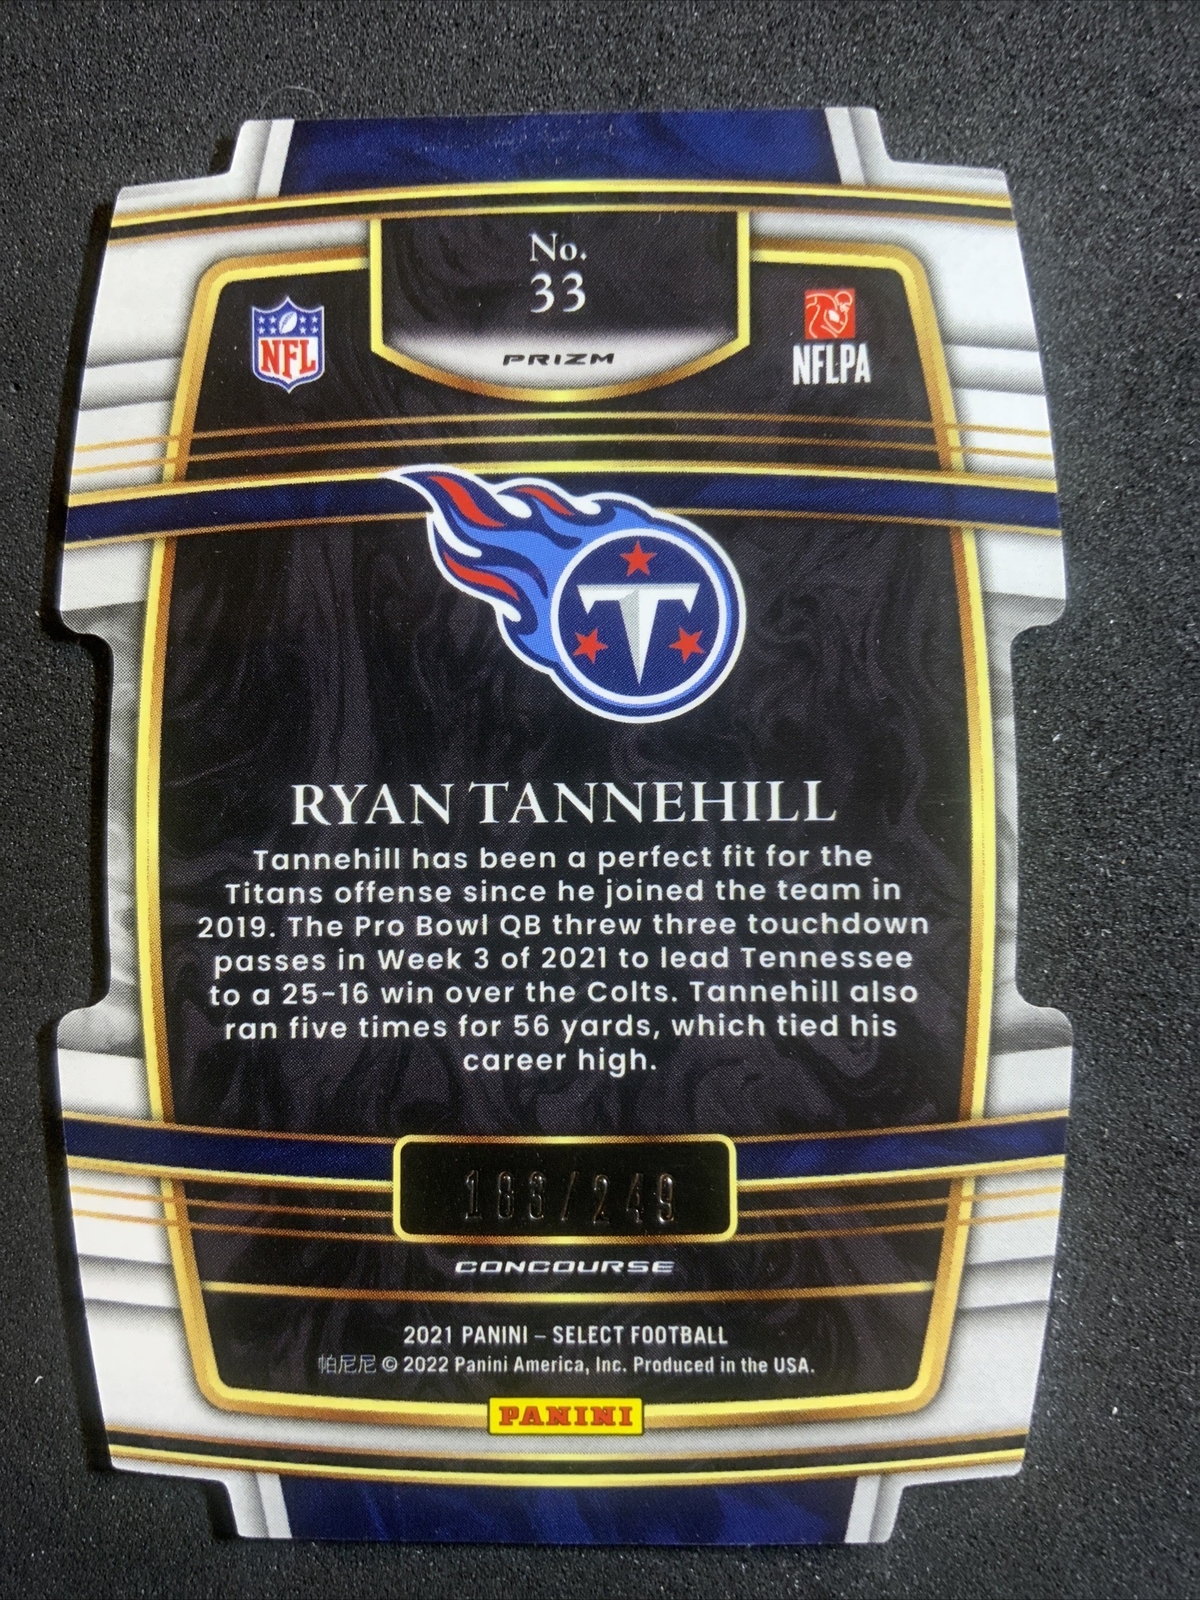 No.
33
PRIZM
NFL
NFLPA
T
RYAN TANNEHILL
Tannehill has been a perfect fit for the
Titans offense since he joined the team in
2019. The Pro Bowl QB threw three touchdown
passes in Week 3 of 2021 to lead Tennessee
to a 25-16 win over the Colts. Tannehill also
ran five times for 56 yards, which tied his
career high.
183/249
CONCOURSE
2021 PANINI – SELECT FOOTBALL
帕尼尼 © 2022 Panini America, Inc. Produced in the USA.
PANINI